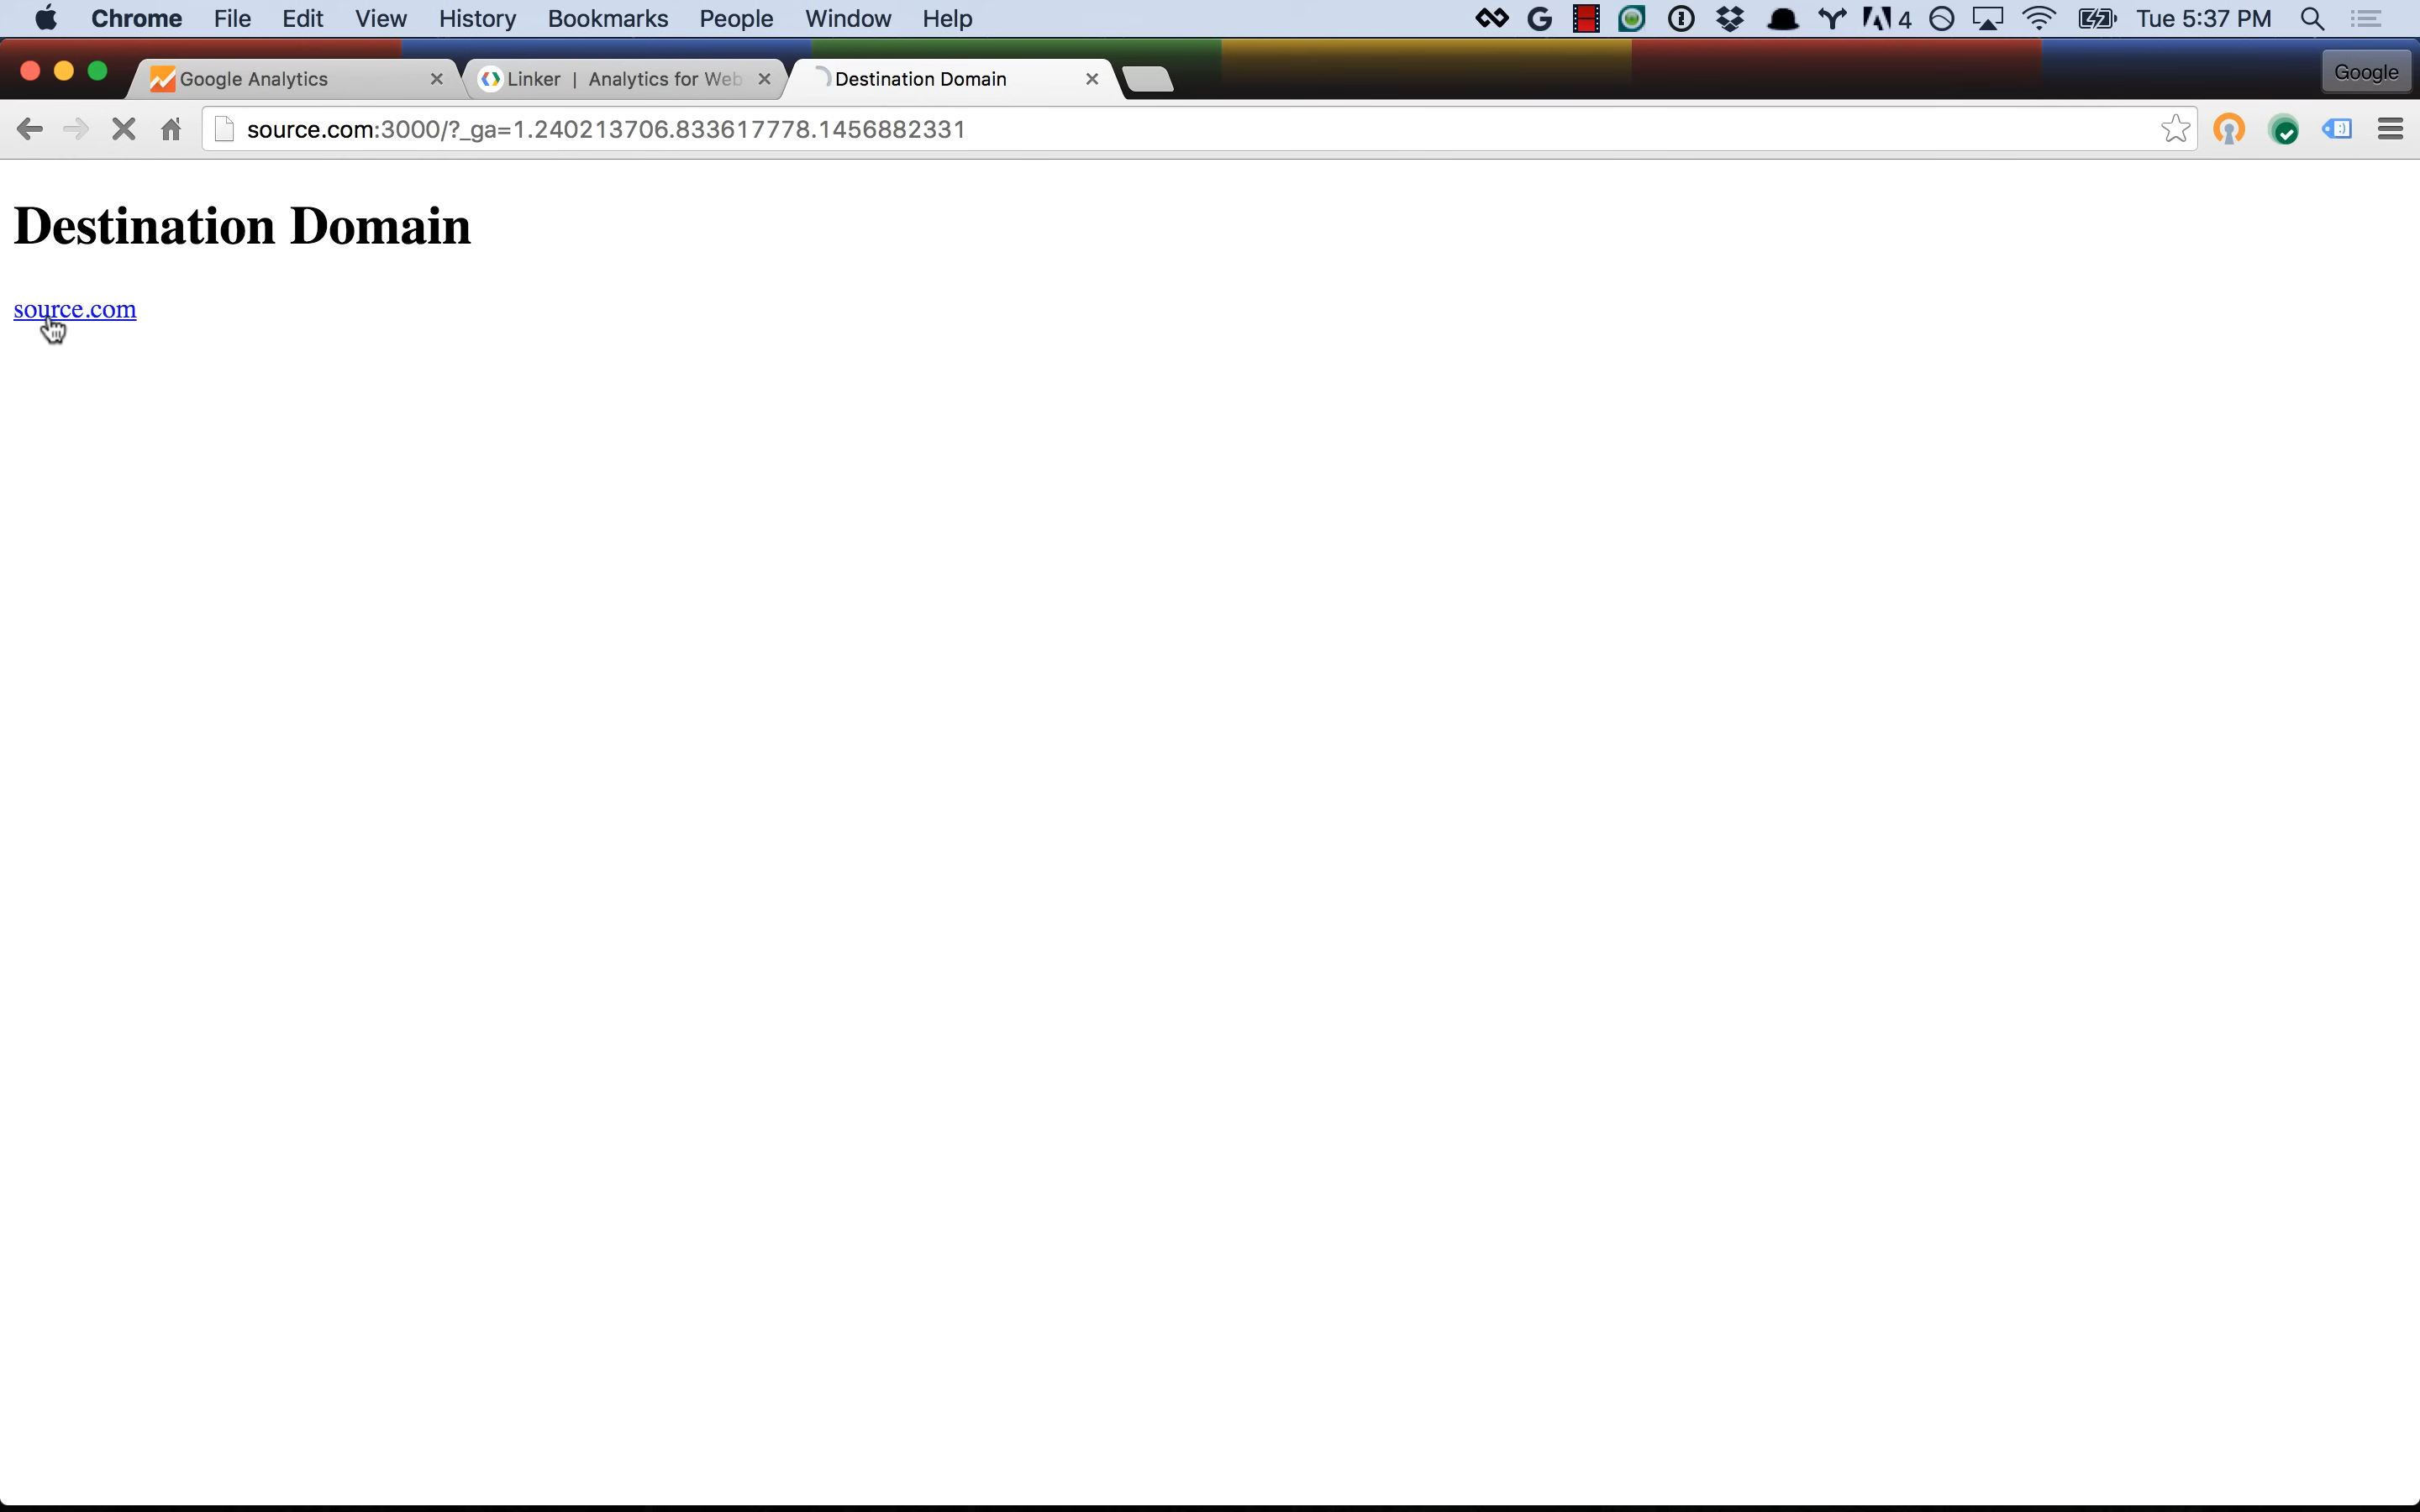 Chrome File Edit View History Bookmarks People Window Help 4 Tue 5:37 PM
Google Analytics Linker | Analytics for Web Destination Domain Google
source.com:3000/?_ga=1.240213706.833617778.1456882331
Destination Domain
source.com